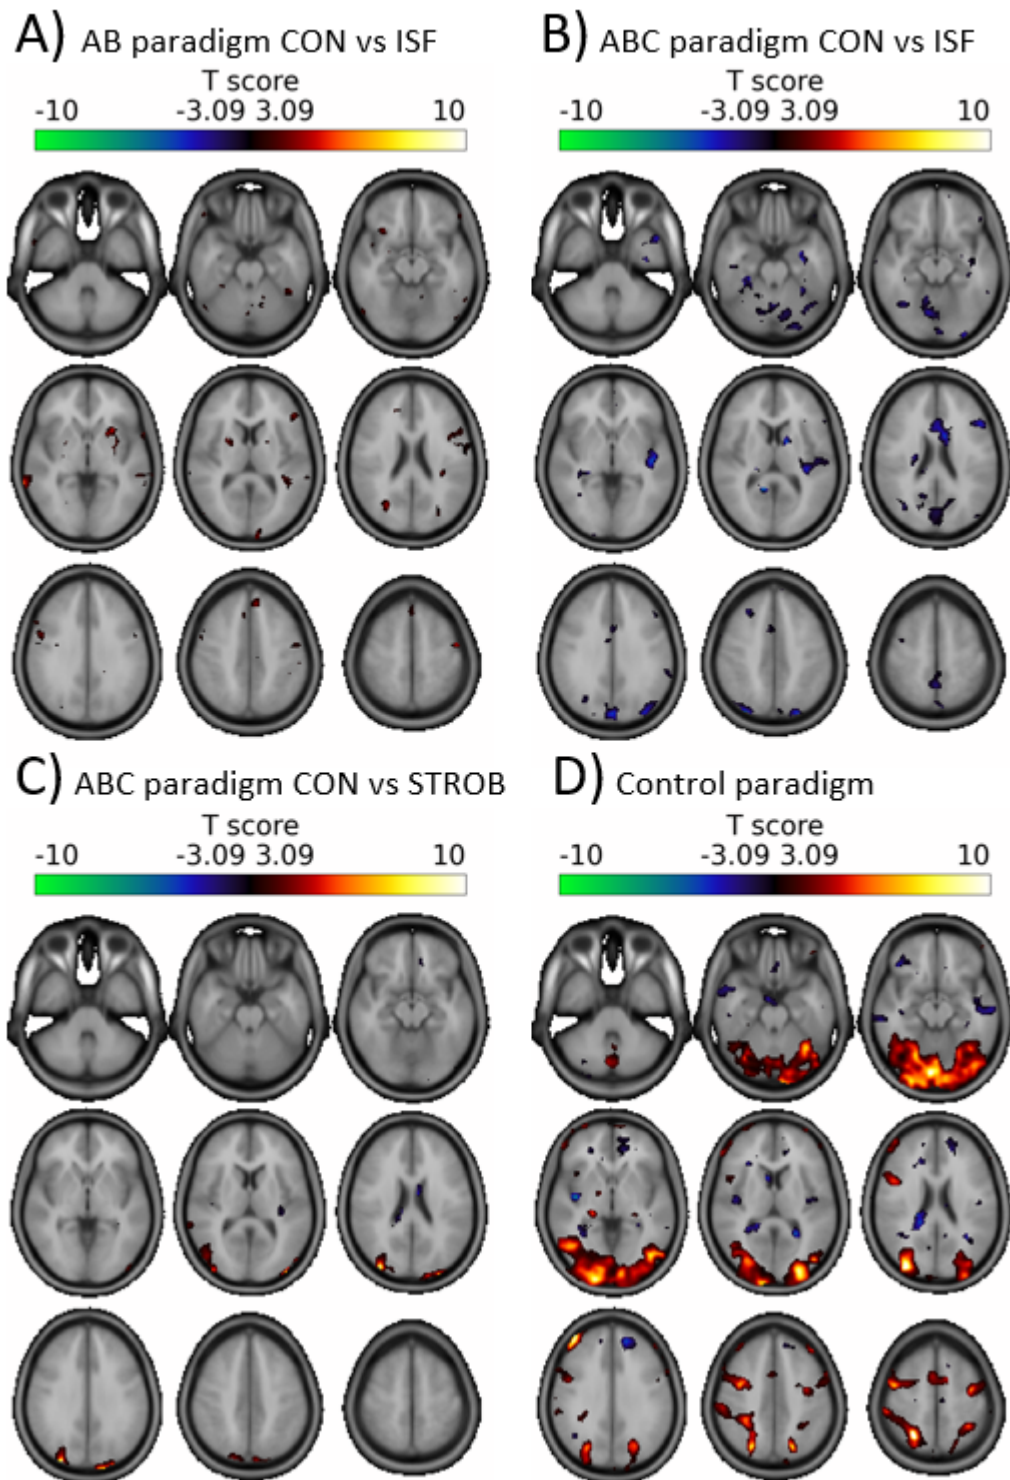 A) AB paradigm CON vs ISF
T score
-10 -3.09 3.09 10
B) ABC paradigm CON vs ISF
T score
-10 -3.09 3.09 10
C) ABC paradigm CON vs STROB
T score
-10 -3.09 3.09 10
D) Control paradigm
T score
-10 -3.09 3.09 10